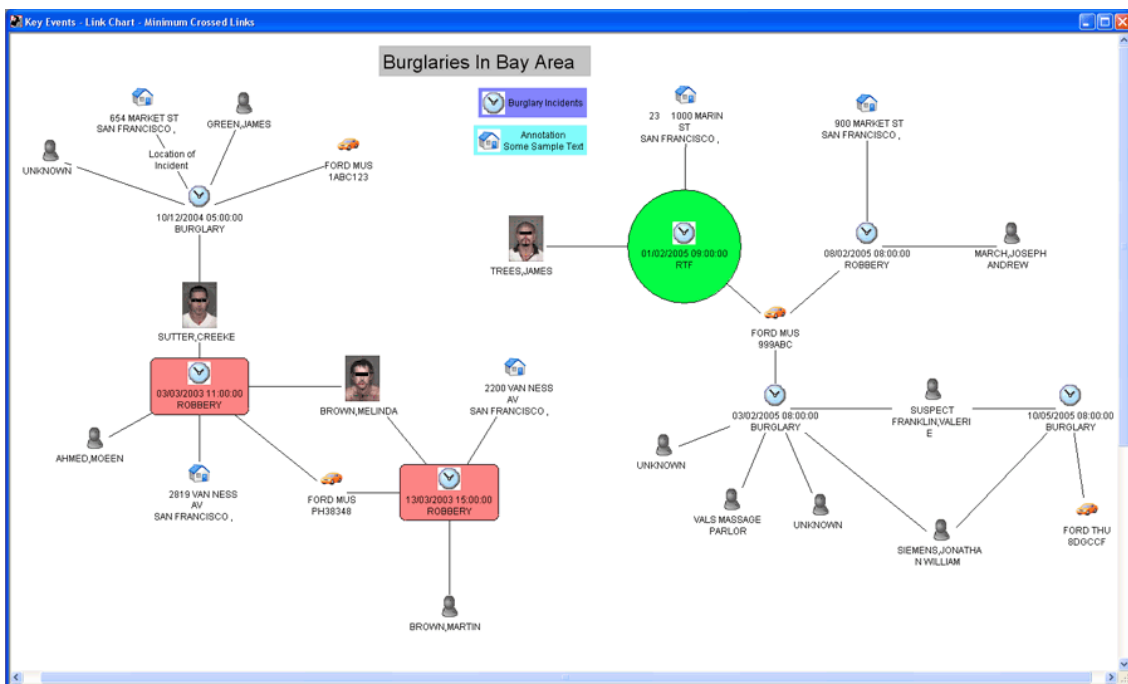 Key Events - Link Chart - Minimum Crossed Links
Burglaries In Bay Area
Burglary Incidents
Annotation
Some Sample Text
654 MARKET ST
SAN FRANCISCO ,
GREEN,JAMES
Location of
Incident
UNKNOWN
FORD MUS
1ABC123
10/12/2004 05:00:00
BURGLARY
SUTTER,CREEKE
03/03/2003 11:00:00
ROBBERY
BROWN,MELINDA
2200 VAN NESS
AV
SAN FRANCISCO ,
AHMED,MOEEN
2819 VAN NESS
AV
SAN FRANCISCO ,
FORD MUS
PH38348
13/03/2003 15:00:00
ROBBERY
BROWN,MARTIN
23 1000 MARIN
ST
SAN FRANCISCO ,
900 MARKET ST
SAN FRANCISCO ,
TREES,JAMES
01/02/2005 09:00:00
RTF
08/02/2005 08:00:00
ROBBERY
MARCH,JOSEPH
ANDREW
FORD MUS
999ABC
03/02/2005 08:00:00
BURGLARY
SUSPECT
FRANKLIN,VALERI
E
10/05/2005 08:00:00
BURGLARY
UNKNOWN
VALS MASSAGE
PARLOR
UNKNOWN
SIEMENS,JONATHA
N WILLIAM
FORD THU
8DGCCF